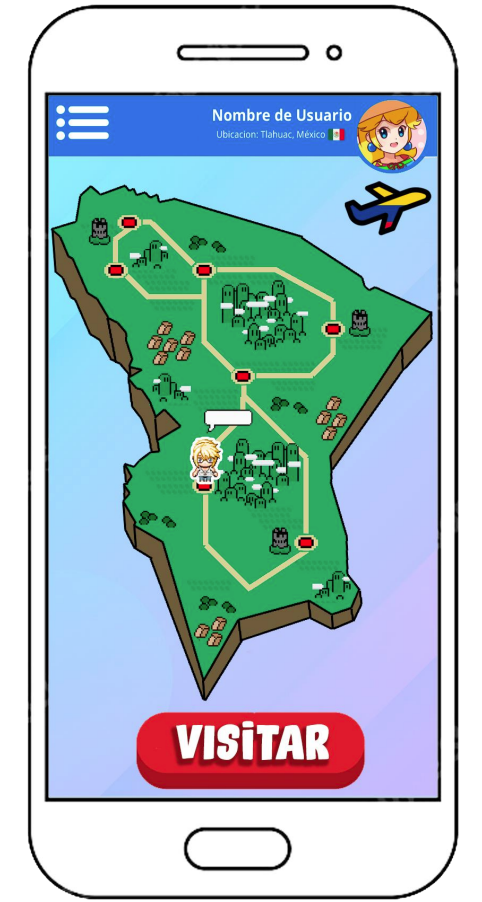 Nombre de Usuario
Ubicacion: Tlahuac, México
VISiTAR